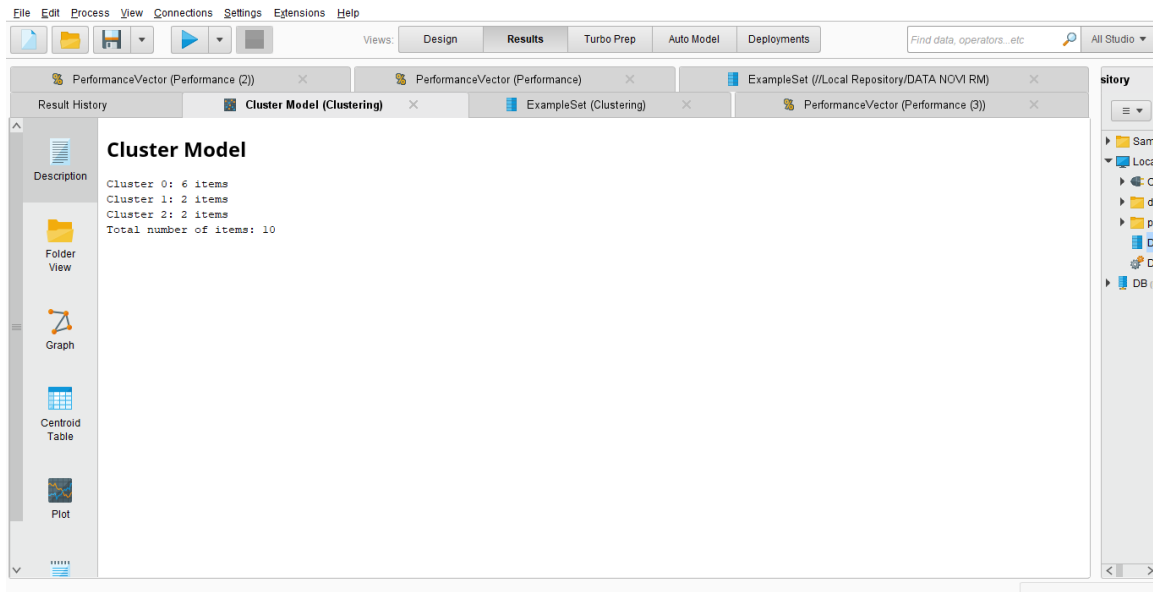 File Edit Process View Connections Settings Extensions Help
Views: Design Results Turbo Prep Auto Model Deployments Find data, operators...etc All Studio
PerformanceVector (Performance (2)) PerformanceVector (Performance) ExampleSet (//Local Repository/DATA NOVI RM) sitory
Result History Cluster Model (Clustering) ExampleSet (Clustering) PerformanceVector (Performance (3))
Description
Folder
View
Graph
Centroid
Table
Plot
Cluster Model
Cluster 0: 6 items
Cluster 1: 2 items
Cluster 2: 2 items
Total number of items: 10
Sam
Loca
C
d
p
D
D
DB